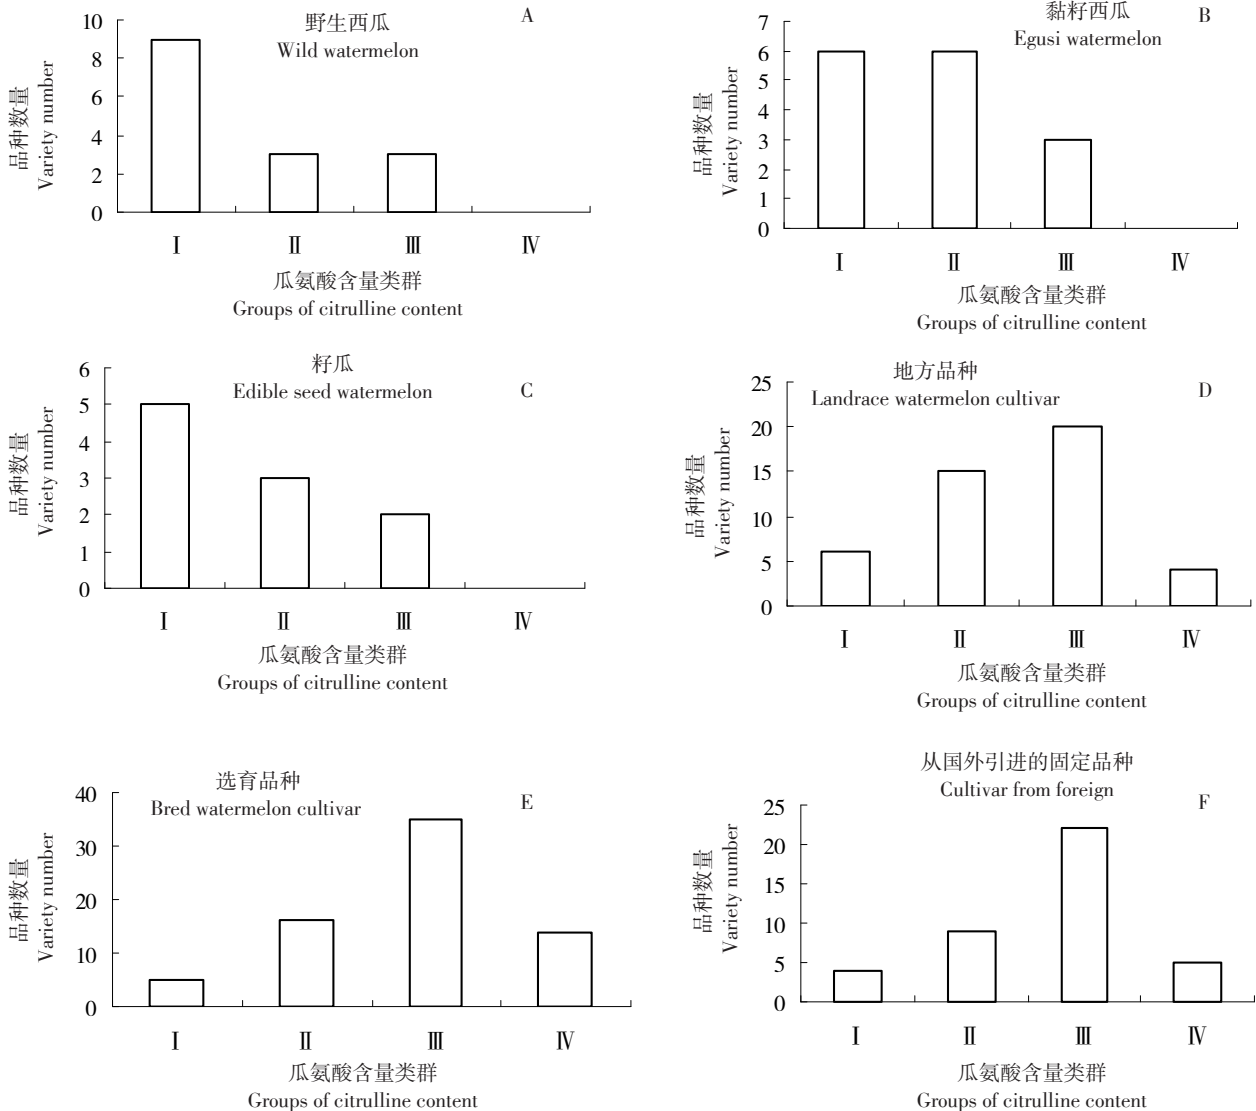 野生西瓜
Wild watermelon
A
品种数量
Variety number
10
8
6
4
2
0
Ⅰ Ⅱ Ⅲ Ⅳ
瓜氨酸含量类群
Groups of citrulline content
黏籽西瓜
Egusi watermelon
B
品种数量
Variety number
7
6
5
4
3
2
1
0
Ⅰ Ⅱ Ⅲ Ⅳ
瓜氨酸含量类群
Groups of citrulline content
籽瓜
Edible seed watermelon
C
品种数量
Variety number
6
5
4
3
2
1
0
Ⅰ Ⅱ Ⅲ Ⅳ
瓜氨酸含量类群
Groups of citrulline content
地方品种
Landrace watermelon cultivar
D
品种数量
Variety number
25
20
15
10
5
0
Ⅰ Ⅱ Ⅲ Ⅳ
瓜氨酸含量类群
Groups of citrulline content
选育品种
Bred watermelon cultivar
E
品种数量
Variety number
40
30
20
10
0
Ⅰ Ⅱ Ⅲ Ⅳ
瓜氨酸含量类群
Groups of citrulline content
从国外引进的固定品种
Cultivar from foreign
F
品种数量
Variety number
25
20
15
10
5
0
Ⅰ Ⅱ Ⅲ Ⅳ
瓜氨酸含量类群
Groups of citrulline content